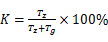 K = T_z / (T_z + T_g) × 100%